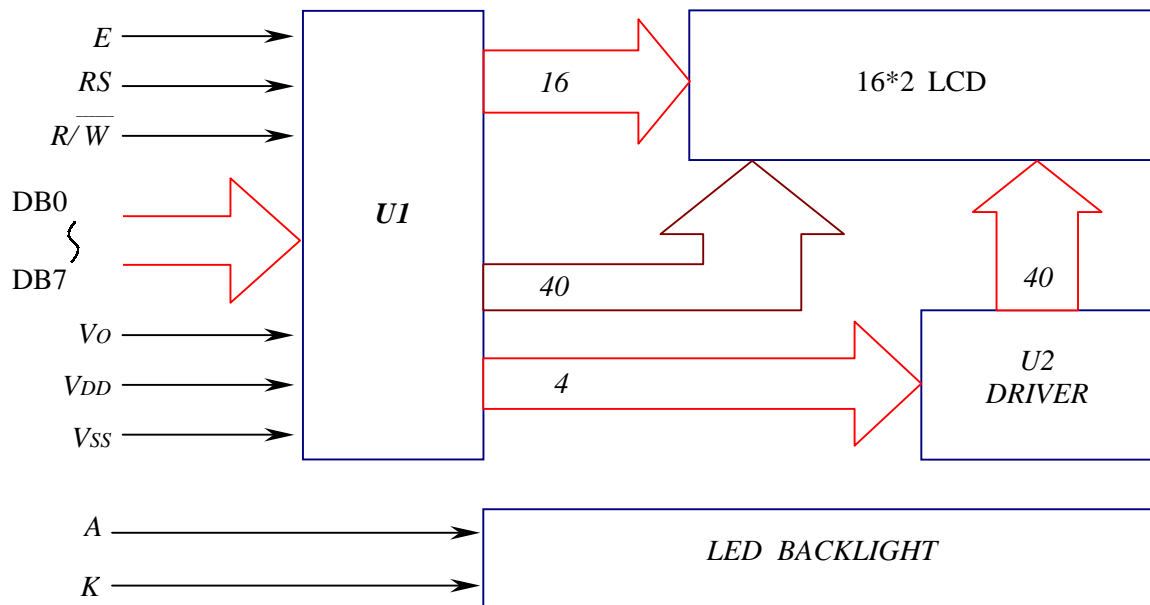 E
RS
R/W̅
DB0
DB7
VO
VDD
VSS
A
K
U1
16
40
4
16*2 LCD
40
U2
DRIVER
LED BACKLIGHT